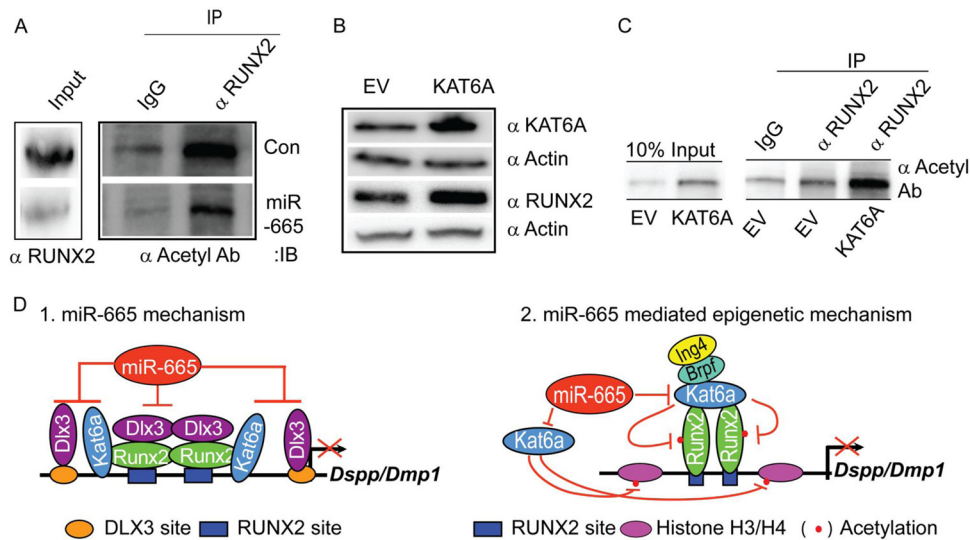 A
IP
Input
IgG
α RUNX2
Con
miR
-665
α RUNX2
α Acetyl Ab
:IB
B
EV
KAT6A
α KAT6A
α Actin
α RUNX2
α Actin
C
IP
IgG
α RUNX2
α RUNX2
10% Input
α Acetyl
Ab
EV
KAT6A
EV
EV
KAT6A
D
1. miR-665 mechanism
miR-665
Dlx3
Kat6a
Dlx3
Dlx3
Runx2
Runx2
Kat6a
Dlx3
Dspp/Dmp1
DLX3 site
RUNX2 site
2. miR-665 mediated epigenetic mechanism
Ing4
Brpf
miR-665
Kat6a
Kat6a
Runx2
Runx2
Dspp/Dmp1
RUNX2 site
Histone H3/H4
( • ) Acetylation